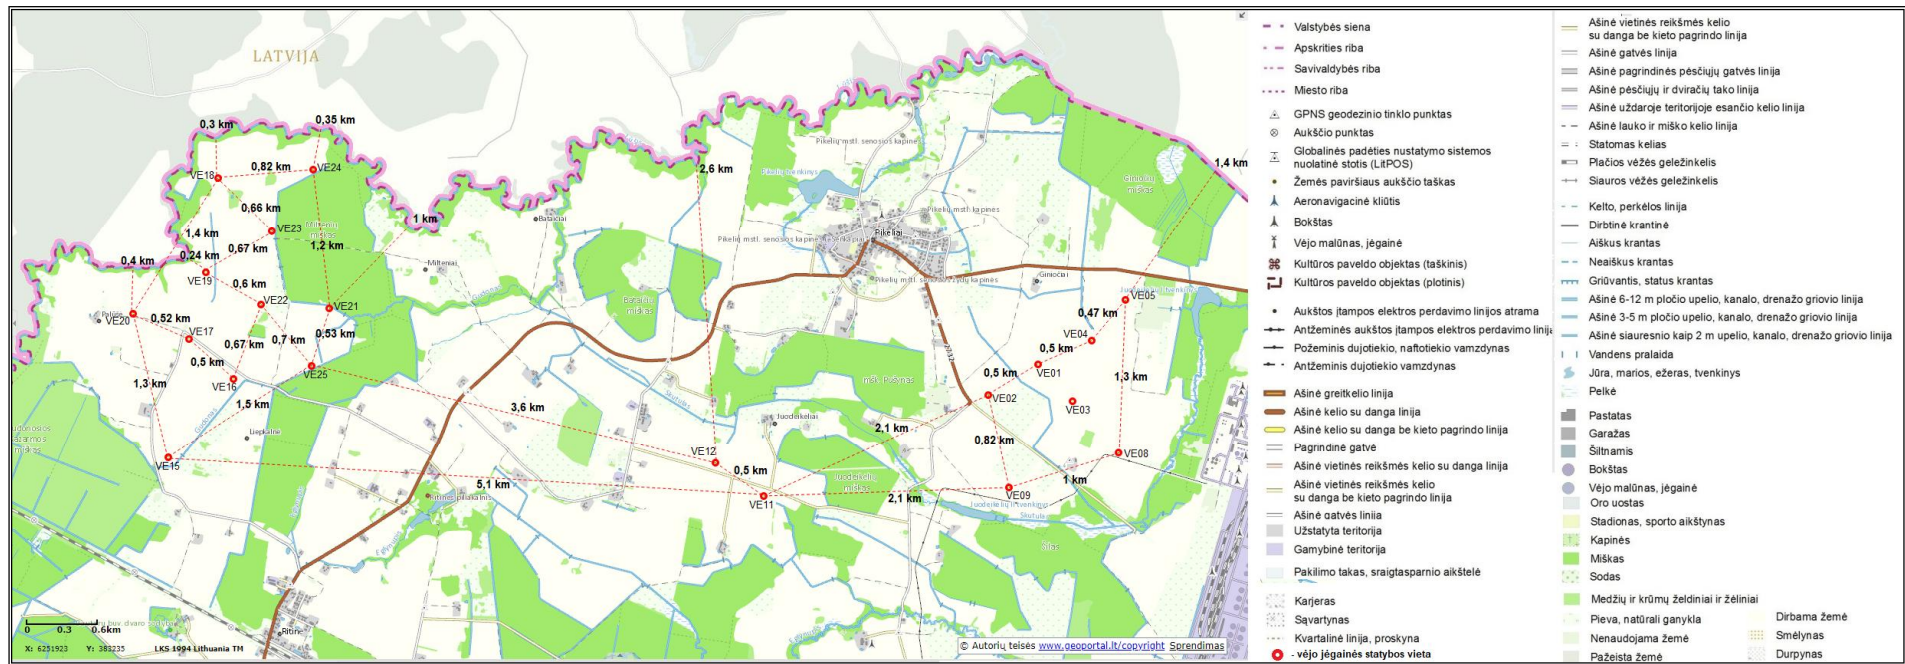 LATVIJA
0,3 km
0,35 km
0,82 km
VE24
VE18
0,66 km
1 km
VE23
1,4 km
0,67 km
1,2 km
0,24 km
0,4 km
VE19
0,6 km
VE22
VE21
VE20
0,52 km
VE17
0,53 km
0,67 km
0,7 km
0,5 km
VE16
VE25
1,3 km
1,5 km
VE15
3,6 km
5,1 km
2,6 km
1,4 km
VE05
0,47 km
VE04
0,5 km
VE01
0,5 km
VE02
VE03
1,3 km
2,1 km
0,82 km
VE12
0,5 km
VE08
VE11
2,1 km
VE09
1 km
Bataičiai
Milteniai
Gudonas
Bataičių
miškas
Pikelių mstl. senosios kapinės
Pikelių tvenkinys
Pikeliai
Giniočiai
Giniočių
miškas
mšk. Pušynas
Skutulas
Juodeikeliai
Juodeikelių
miškas
Šilas
Liepkalnė
Ritinės piliakalnis
Ritinė
0 0.3 0.6km
X: 6251923 Y: 383235 LKS 1994 Lithuania TM
© Autorių teisės www.geoportal.lt/copyright Sprendimas
Valstybės siena
Apskrities riba
Savivaldybės riba
Miesto riba
GPNS geodezinio tinklo punktas
Aukščio punktas
Globalinės padėties nustatymo sistemos
nuolatinė stotis (LitPOS)
Žemės paviršiaus aukščio taškas
Aeronavigacinė kliūtis
Bokštas
Vėjo malūnas, jėgainė
Kultūros paveldo objektas (taškinis)
Kultūros paveldo objektas (plotinis)
Aukštos įtampos elektros perdavimo linijos atrama
Antžeminės aukštos įtampos elektros perdavimo linija
Požeminis dujotiekio, naftotiekio vamzdynas
Antžeminis dujotiekio vamzdynas
Ašinė greitkelio linija
Ašinė kelio su danga linija
Ašinė kelio su danga be kieto pagrindo linija
Pagrindinė gatvė
Ašinė vietinės reikšmės kelio su danga linija
Ašinė vietinės reikšmės kelio
su danga be kieto pagrindo linija
Ašinė gatvės linija
Užstatyta teritorija
Gamybinė teritorija
Pakilimo takas, sraigtasparnio aikštelė
Karjeras
Sąvartynas
Kvartalinė linija, proskyna
- vėjo jėgainės statybos vieta
Ašinė vietinės reikšmės kelio
su danga be kieto pagrindo linija
Ašinė gatvės linija
Ašinė pagrindinės pėsčiųjų gatvės linija
Ašinė pėsčiųjų ir dviračių tako linija
Ašinė uždaroje teritorijoje esančio kelio linija
Ašinė lauko ir miško kelio linija
Statomas kelias
Plačios vėžės geležinkelis
Siauros vėžės geležinkelis
Kelto, perkėlos linija
Dirbtinė krantinė
Aiškus krantas
Neaiškus krantas
Griūvantis, status krantas
Ašinė 6-12 m pločio upelio, kanalo, drenažo griovio linija
Ašinė 3-5 m pločio upelio, kanalo, drenažo griovio linija
Ašinė siauresnio kaip 2 m upelio, kanalo, drenažo griovio linija
Vandens pralaida
Jūra, marios, ežeras, tvenkinys
Pelkė
Pastatas
Garažas
Šiltnamis
Bokštas
Vėjo malūnas, jėgainė
Oro uostas
Stadionas, sporto aikštynas
Kapinės
Miškas
Sodas
Medžių ir krūmų želdiniai ir žėliniai
Pieva, natūrali ganykla
Nenaudojama žemė
Pažeista žemė
Dirbama žemė
Smėlynas
Durpynas